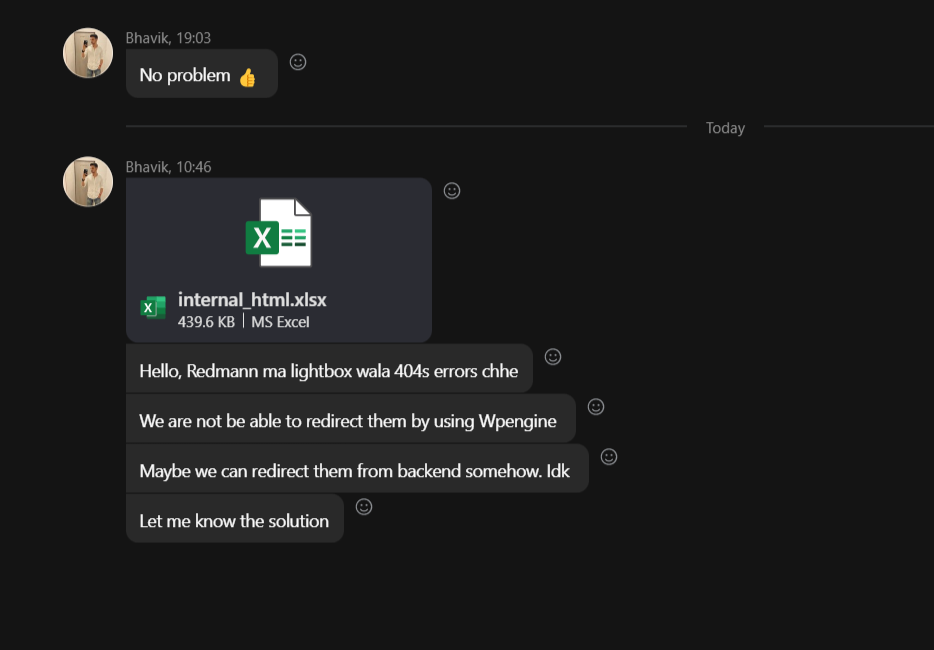 Bhavik, 19:03
No problem 👍
Today
Bhavik, 10:46
X
X
internal_html.xlsx
439.6 KB | MS Excel
Hello, Redmann ma lightbox wala 404s errors chhe
We are not be able to redirect them by using Wpengine
Maybe we can redirect them from backend somehow. Idk
Let me know the solution